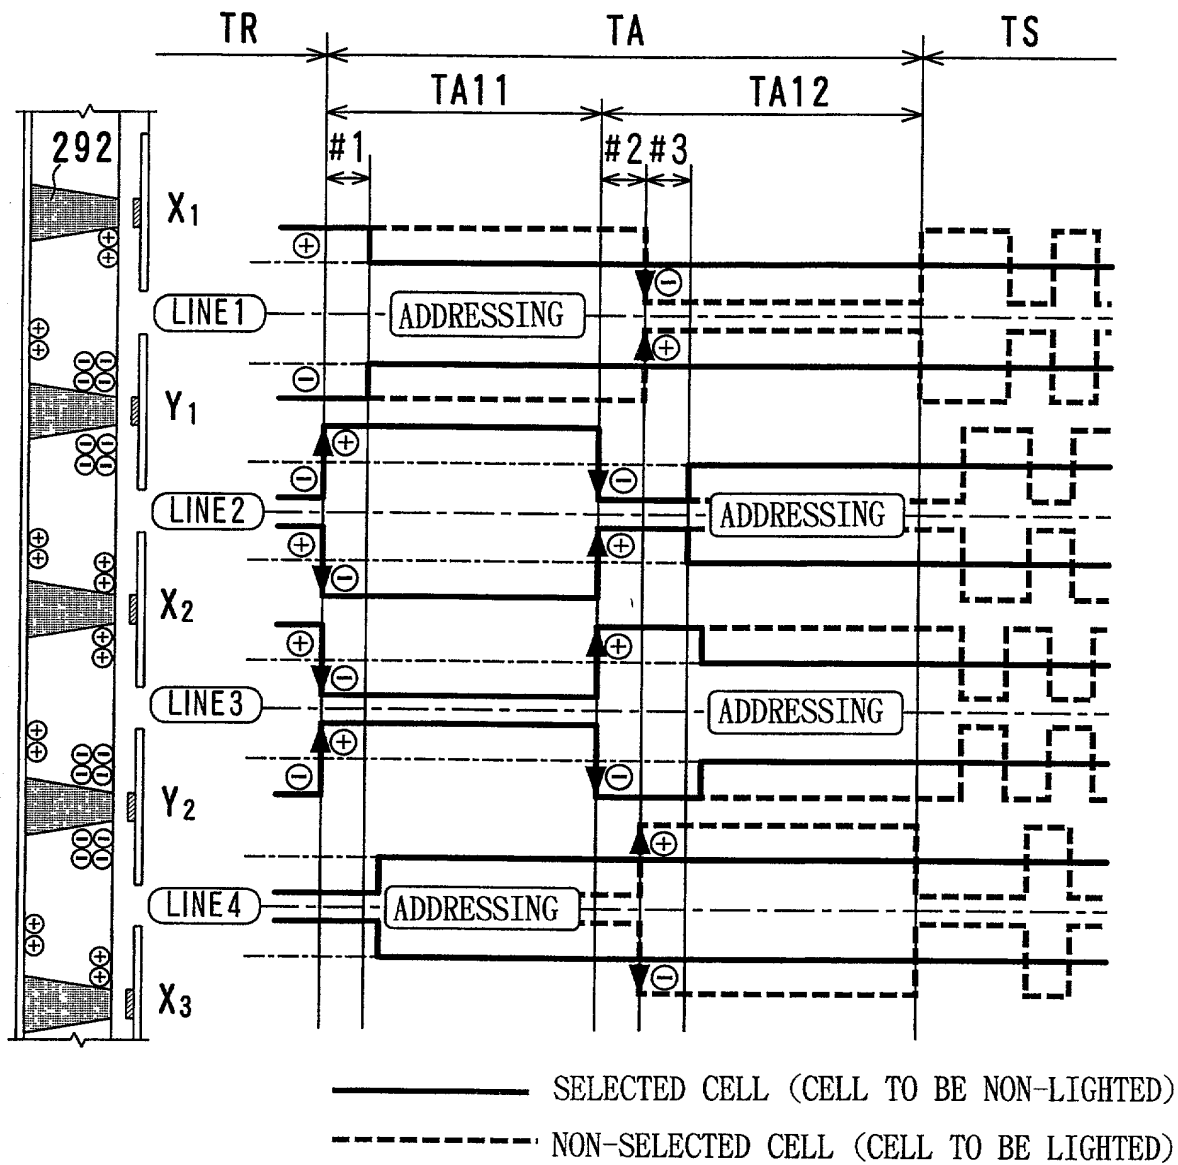 TR TA TS
TA11 TA12
#1 #2 #3
292
X1
⊕ ⊖
⊕
⊕
LINE1 ADDRESSING
⊕
⊕
⊖ ⊕
⊖⊖
⊖⊖
Y1
⊕
⊖⊖
⊖⊖
⊖ ⊖
LINE2 ADDRESSING
⊕
⊕
⊕ ⊕
⊕
⊕
⊖
X2
⊕
⊕
⊕ ⊕
⊖ ⊖
LINE3 ADDRESSING
⊕
⊕
⊕
⊖⊖
⊖⊖
⊖ ⊖
Y2
⊖⊖
⊖⊖
⊕
LINE4 ADDRESSING
⊕
⊕
⊕
⊕
⊖
X3
SELECTED CELL (CELL TO BE NON-LIGHTED)
NON-SELECTED CELL (CELL TO BE LIGHTED)